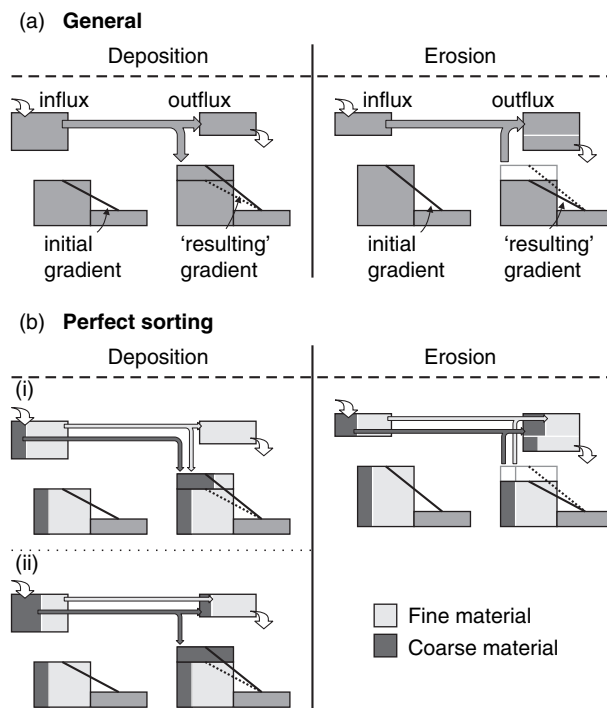 (a) General
Deposition Erosion
influx outflux influx outflux
initial gradient 'resulting' gradient initial gradient 'resulting' gradient
(b) Perfect sorting
Deposition Erosion
(i)
(ii)
Fine material
Coarse material